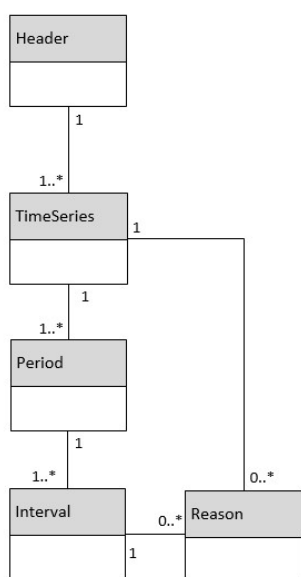 Header
1
1..*
TimeSeries
1
1
1..*
Period
1
1..*
0..*
Interval
0..*
Reason
1